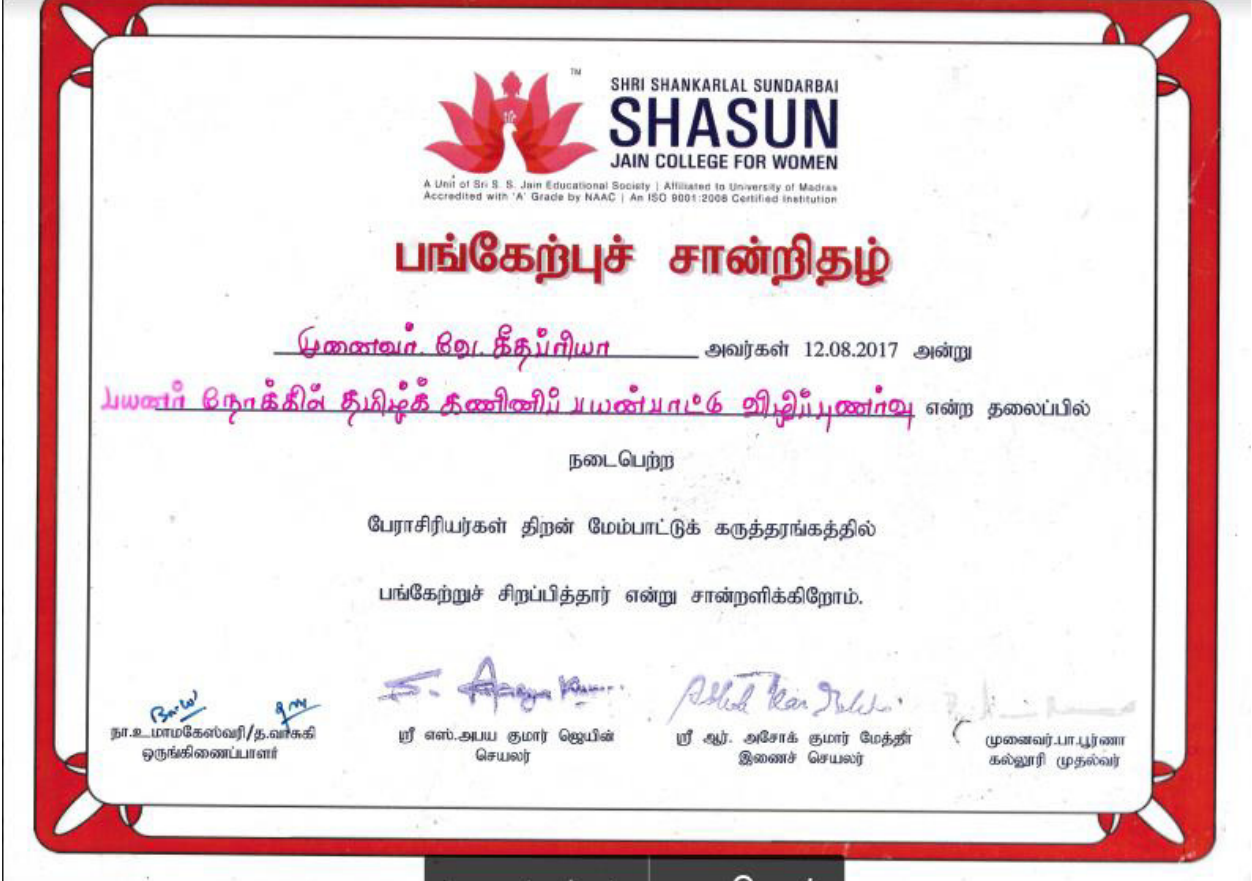 TM
SHRI SHANKARLAL SUNDARBAI
SHASUN
JAIN COLLEGE FOR WOMEN
A Unit of Sri S. S. Jain Educational Society | Affiliated to University of Madras
Accredited with 'A' Grade by NAAC | An ISO 9001:2008 Certified Institution
பங்கேற்புச் சான்றிதழ்
முனைவர். வே. கீதப்ரியா அவர்கள் 12.08.2017 அன்று
பயனர் நோக்கில் தமிழ்க் கணினிப் பயன்பாட்டு விழிப்புணர்வு என்ற தலைப்பில்
நடைபெற்ற
பேராசிரியர்கள் திறன் மேம்பாட்டுக் கருத்தரங்கத்தில்
பங்கேற்றுச் சிறப்பித்தார் என்று சான்றளிக்கிறோம்.
நா.உமாமகேஸ்வரி/த.வாசுகி
ஒருங்கிணைப்பாளர்
ஸ்ரீ எஸ்.அபய குமார் ஜெயின்
செயலர்
ஸ்ரீ ஆர். அசோக் குமார் மேத்தா
இணைச் செயலர்
முனைவர்.பா.பூர்ணா
கல்லூரி முதல்வர்